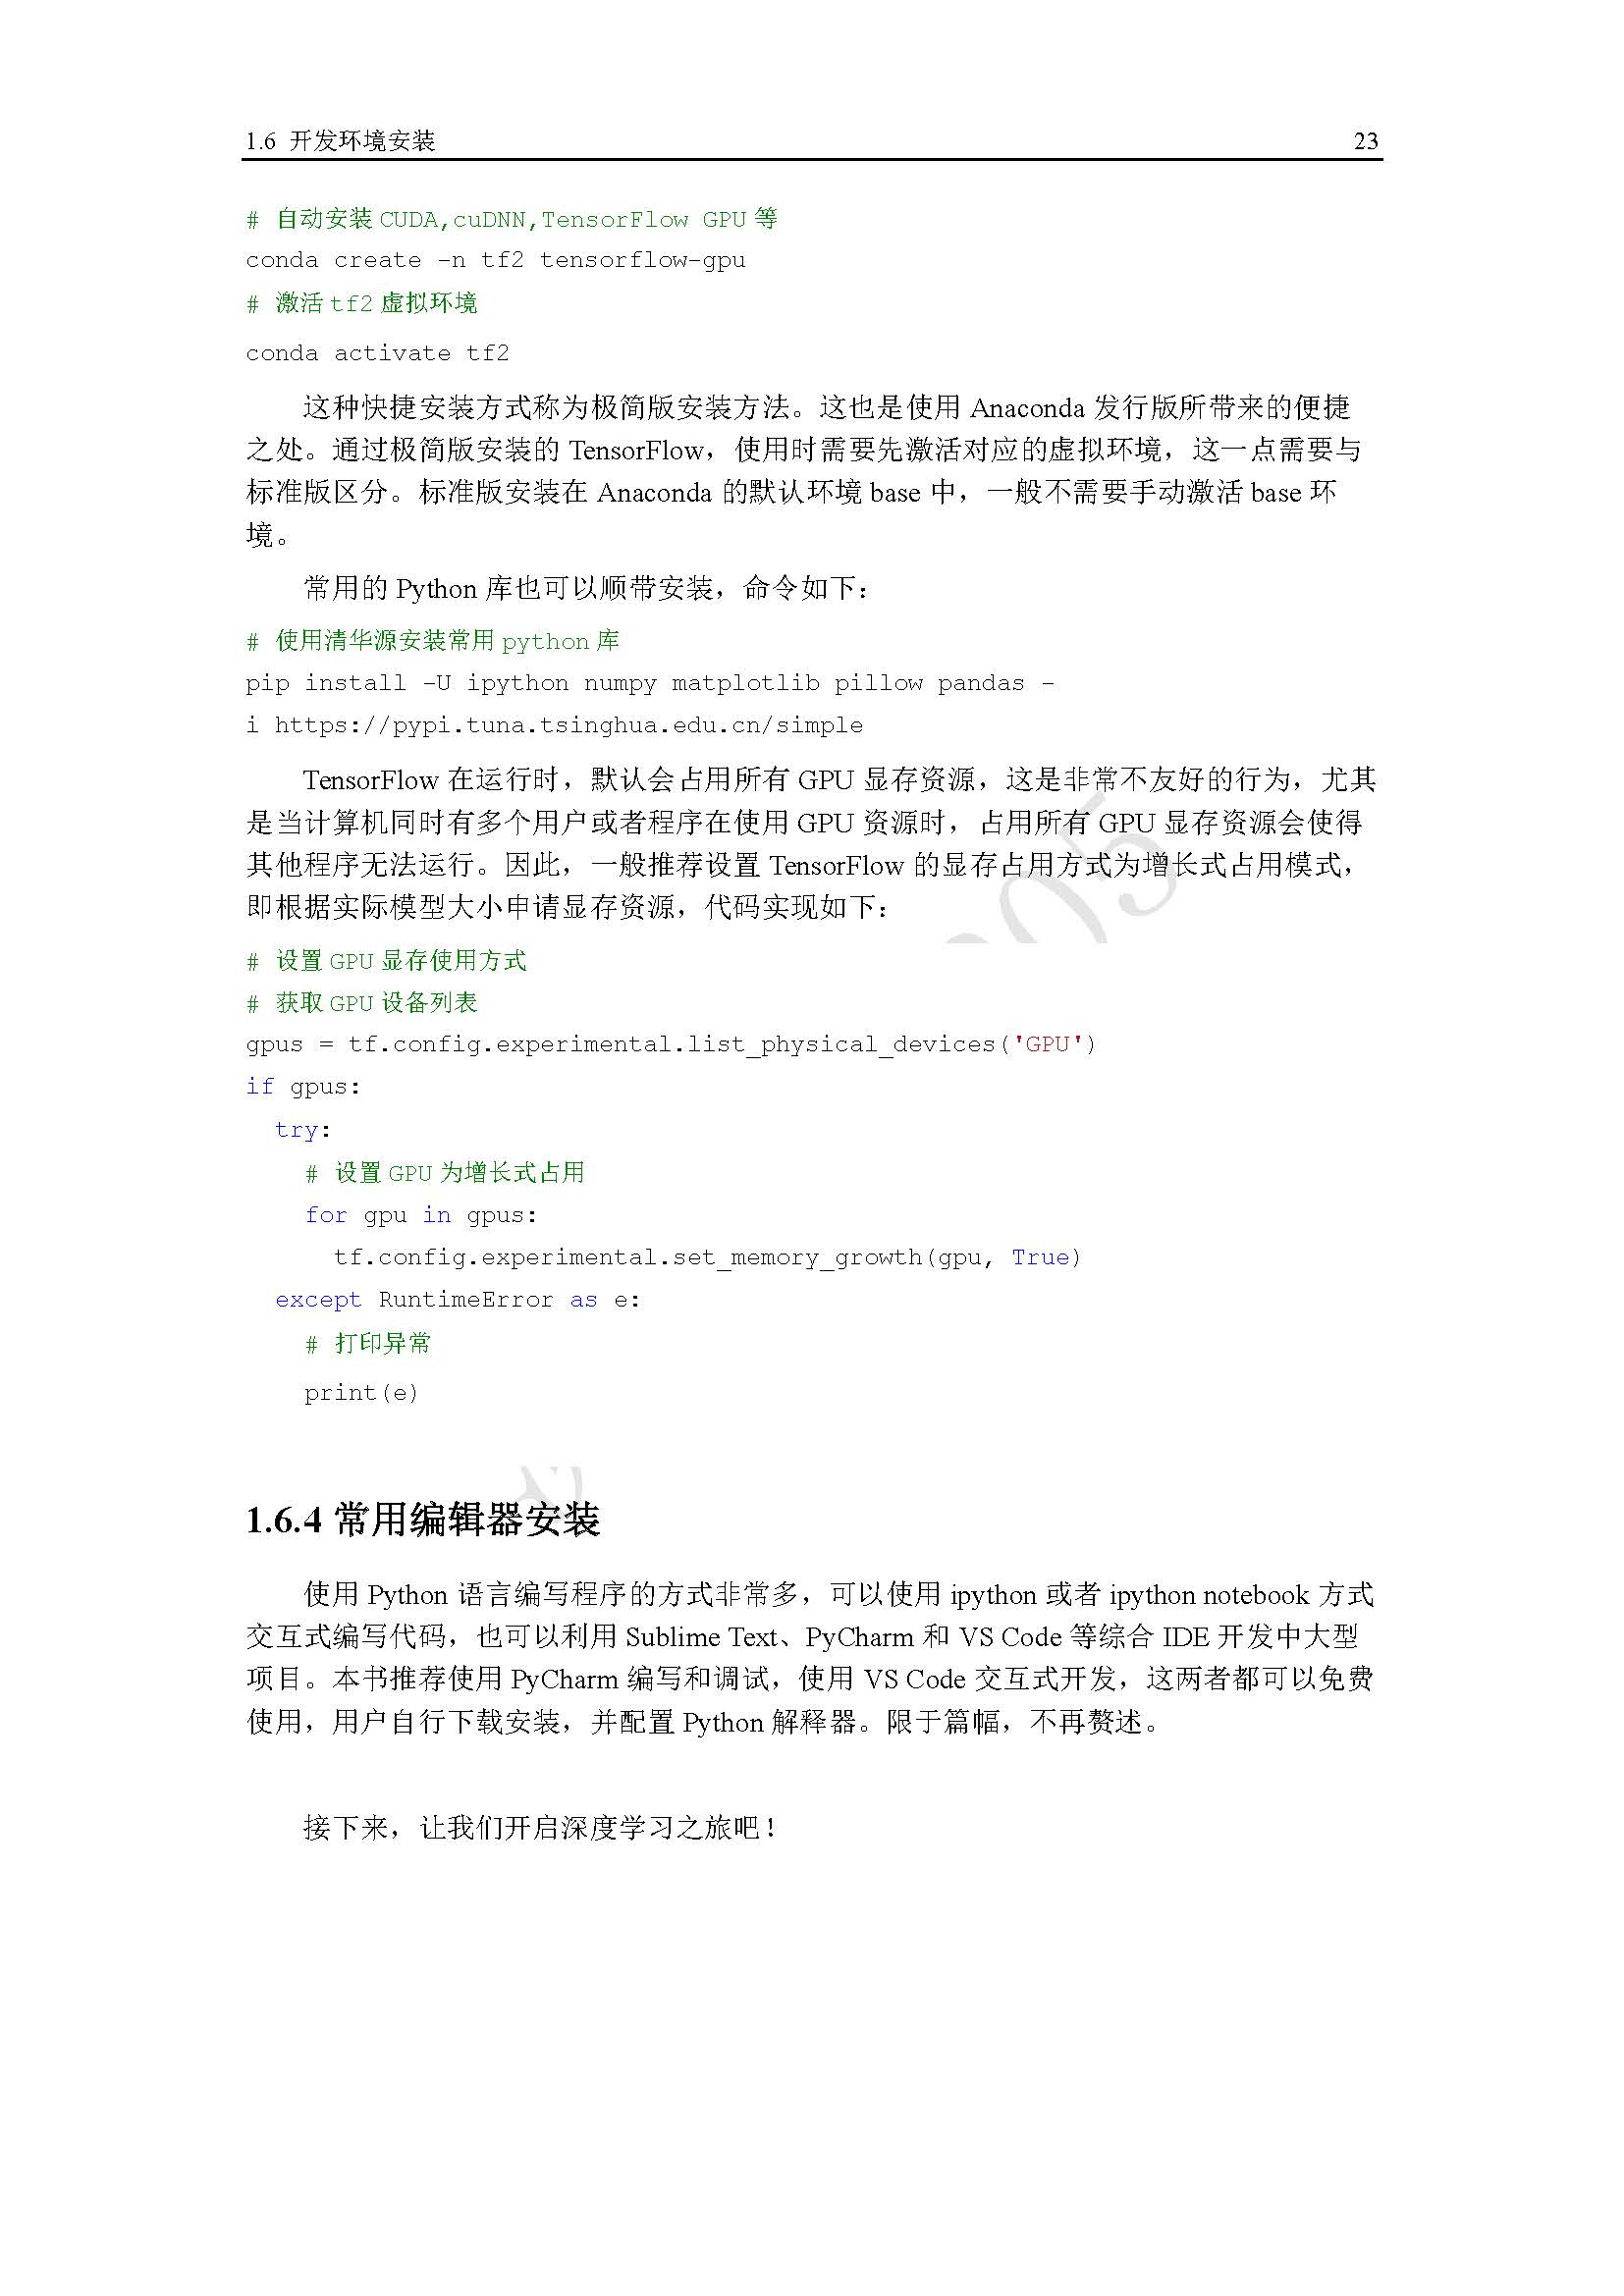 1.6 开发环境安装 23
# 自动安装 CUDA,cuDNN,TensorFlow GPU 等
conda create -n tf2 tensorflow-gpu
# 激活 tf2 虚拟环境
conda activate tf2
这种快捷安装方式称为极简版安装方法。这也是使用 Anaconda 发行版所带来的便捷
之处。通过极简版安装的 TensorFlow，使用时需要先激活对应的虚拟环境，这一点需要与
标准版区分。标准版安装在 Anaconda 的默认环境 base 中，一般不需要手动激活 base 环
境。
常用的 Python 库也可以顺带安装，命令如下：
# 使用清华源安装常用 python 库
pip install -U ipython numpy matplotlib pillow pandas -
i https://pypi.tuna.tsinghua.edu.cn/simple
TensorFlow 在运行时，默认会占用所有 GPU 显存资源，这是非常不友好的行为，尤其
是当计算机同时有多个用户或者程序在使用 GPU 资源时，占用所有 GPU 显存资源会使得
其他程序无法运行。因此，一般推荐设置 TensorFlow 的显存占用方式为增长式占用模式，
即根据实际模型大小申请显存资源，代码实现如下：
# 设置 GPU 显存使用方式
# 获取 GPU 设备列表
gpus = tf.config.experimental.list_physical_devices('GPU')
if gpus:
  try:
    # 设置 GPU 为增长式占用
    for gpu in gpus:
      tf.config.experimental.set_memory_growth(gpu, True)
  except RuntimeError as e:
    # 打印异常
    print(e)
1.6.4 常用编辑器安装
使用 Python 语言编写程序的方式非常多，可以使用 ipython 或者 ipython notebook 方式
交互式编写代码，也可以利用 Sublime Text、PyCharm 和 VS Code 等综合 IDE 开发中大型
项目。本书推荐使用 PyCharm 编写和调试，使用 VS Code 交互式开发，这两者都可以免费
使用，用户自行下载安装，并配置 Python 解释器。限于篇幅，不再赘述。
接下来，让我们开启深度学习之旅吧！